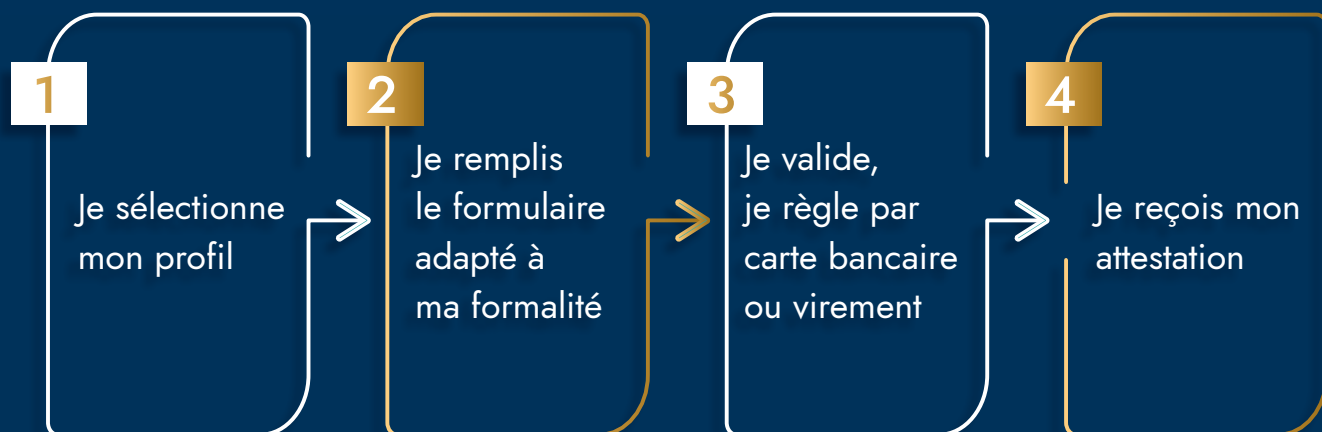 1
Je sélectionne
mon profil
2
Je remplis
le formulaire
adapté à
ma formalité
3
Je valide,
je règle par
carte bancaire
ou virement
4
Je reçois mon
attestation